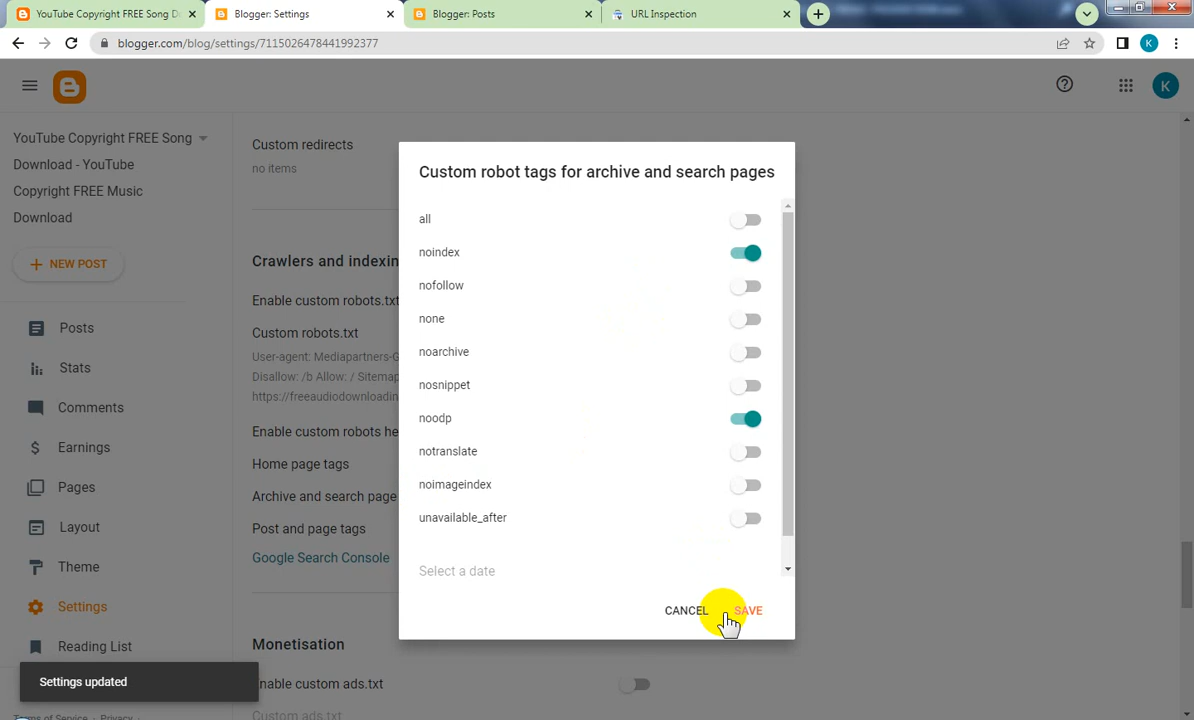 YouTube Copyright FREE Song D
Blogger: Settings
Blogger: Posts
URL Inspection
blogger.com/blog/settings/7115026478441992377
K
K
YouTube Copyright FREE Song
Download - YouTube
Copyright FREE Music
Download
NEW POST
Posts
Stats
Comments
Earnings
Pages
Layout
Theme
Settings
Reading List
Terms of Service · Privacy ·
Settings updated
Custom redirects
no items
Crawlers and indexin
Enable custom robots.txt
Custom robots.txt
User-agent: Mediapartners-G
Disallow: /b Allow: / Sitemap
https://freeaudiodownloadin
Enable custom robots he
Home page tags
Archive and search page
Post and page tags
Google Search Console
Monetisation
nable custom ads.txt
Custom ads.txt
Custom robot tags for archive and search pages
all
noindex
nofollow
none
noarchive
nosnippet
noodp
notranslate
noimageindex
unavailable_after
Select a date
CANCEL
SAVE